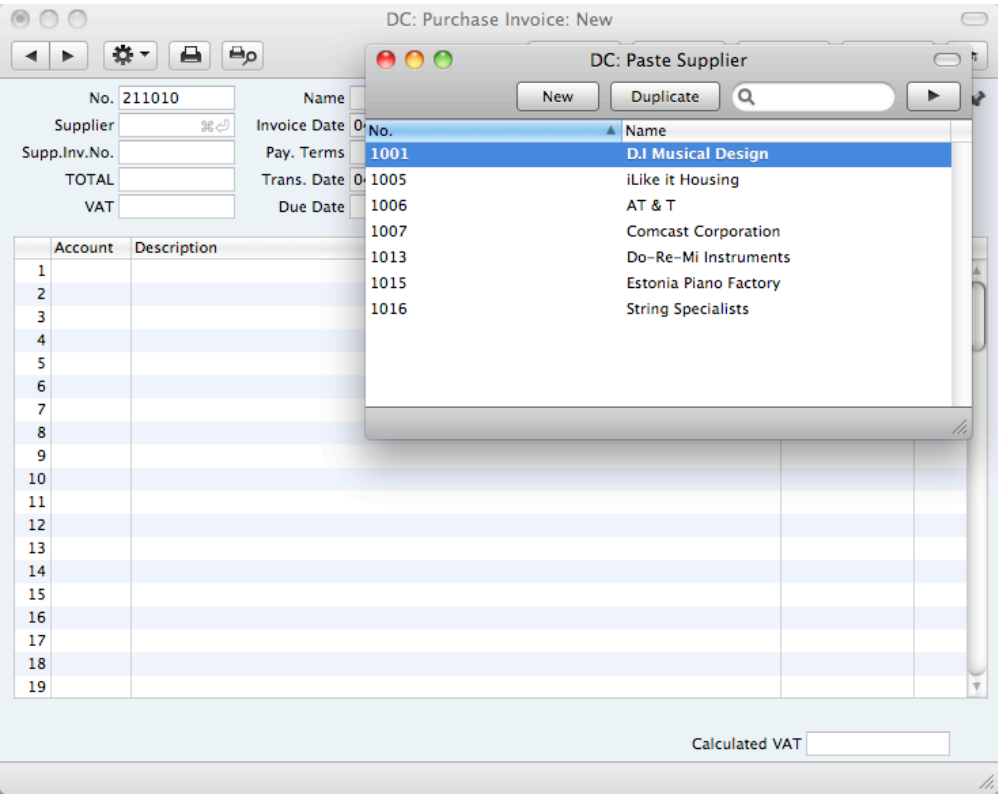 DC: Purchase Invoice: New
DC: Paste Supplier
New Duplicate
No. 211010 Name
Supplier Invoice Date 04
Supp.Inv.No. Pay. Terms
TOTAL Trans. Date 04
VAT Due Date
No. Name
1001 D.I Musical Design
1005 iLike it Housing
1006 AT & T
1007 Comcast Corporation
1013 Do-Re-Mi Instruments
1015 Estonia Piano Factory
1016 String Specialists
Account Description
1
2
3
4
5
6
7
8
9
10
11
12
13
14
15
16
17
18
19
Calculated VAT